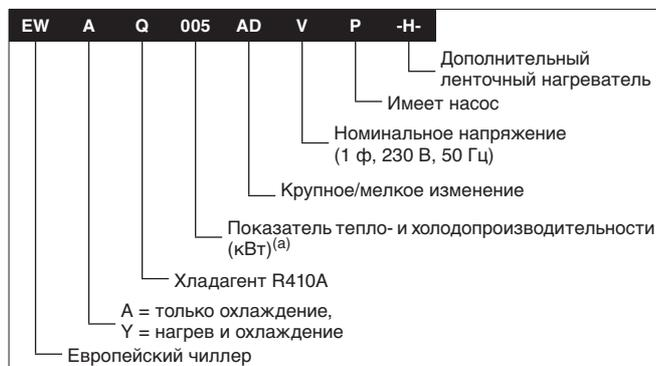 EW A Q 005 AD V P -H-
Дополнительный
ленточный нагреватель
Имеет насос
Номинальное напряжение
(1 ф, 230 В, 50 Гц)
Крупное/мелкое изменение
Показатель тепло- и холодопроизводительности
(кВт)(a)
Хладагент R410A
A = только охлаждение,
Y = нагрев и охлаждение
Европейский чиллер